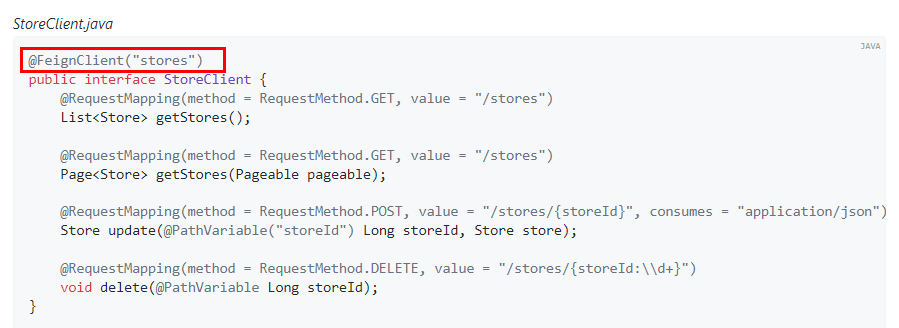 StoreClient.java
JAVA
@FeignClient("stores")
public interface StoreClient {
    @RequestMapping(method = RequestMethod.GET, value = "/stores")
    List<Store> getStores();

    @RequestMapping(method = RequestMethod.GET, value = "/stores")
    Page<Store> getStores(Pageable pageable);

    @RequestMapping(method = RequestMethod.POST, value = "/stores/{storeId}", consumes = "application/json")
    Store update(@PathVariable("storeId") Long storeId, Store store);

    @RequestMapping(method = RequestMethod.DELETE, value = "/stores/{storeId:\\d+}")
    void delete(@PathVariable Long storeId);
}